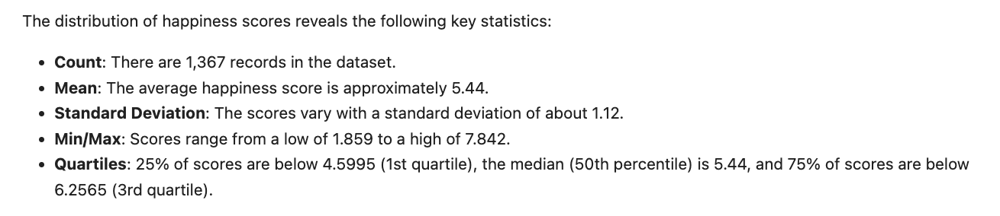 The distribution of happiness scores reveals the following key statistics:
• Count: There are 1,367 records in the dataset.
• Mean: The average happiness score is approximately 5.44.
• Standard Deviation: The scores vary with a standard deviation of about 1.12.
• Min/Max: Scores range from a low of 1.859 to a high of 7.842.
• Quartiles: 25% of scores are below 4.5995 (1st quartile), the median (50th percentile) is 5.44, and 75% of scores are below
6.2565 (3rd quartile).